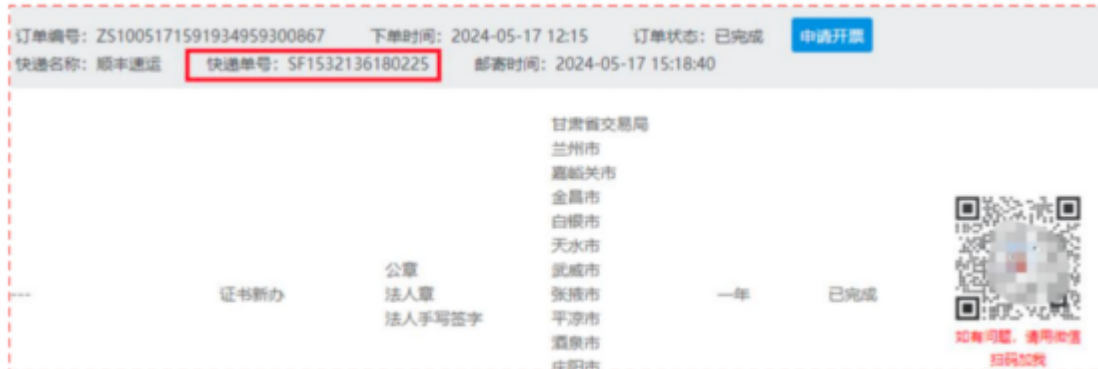 订单编号：ZS1005171591934959300867 下单时间：2024-05-17 12:15 订单状态：已完成 申请开票
快递名称：顺丰速运 快递单号：SF1532136180225 邮寄时间：2024-05-17 15:18:40
甘肃省交易局
兰州市
嘉峪关市
金昌市
白银市
天水市
公章 武威市
--- 证书新办 法人章 张掖市 一年 已完成
法人手写签字 平凉市
酒泉市
庆阳市
如有问题，请用微信
扫码加我